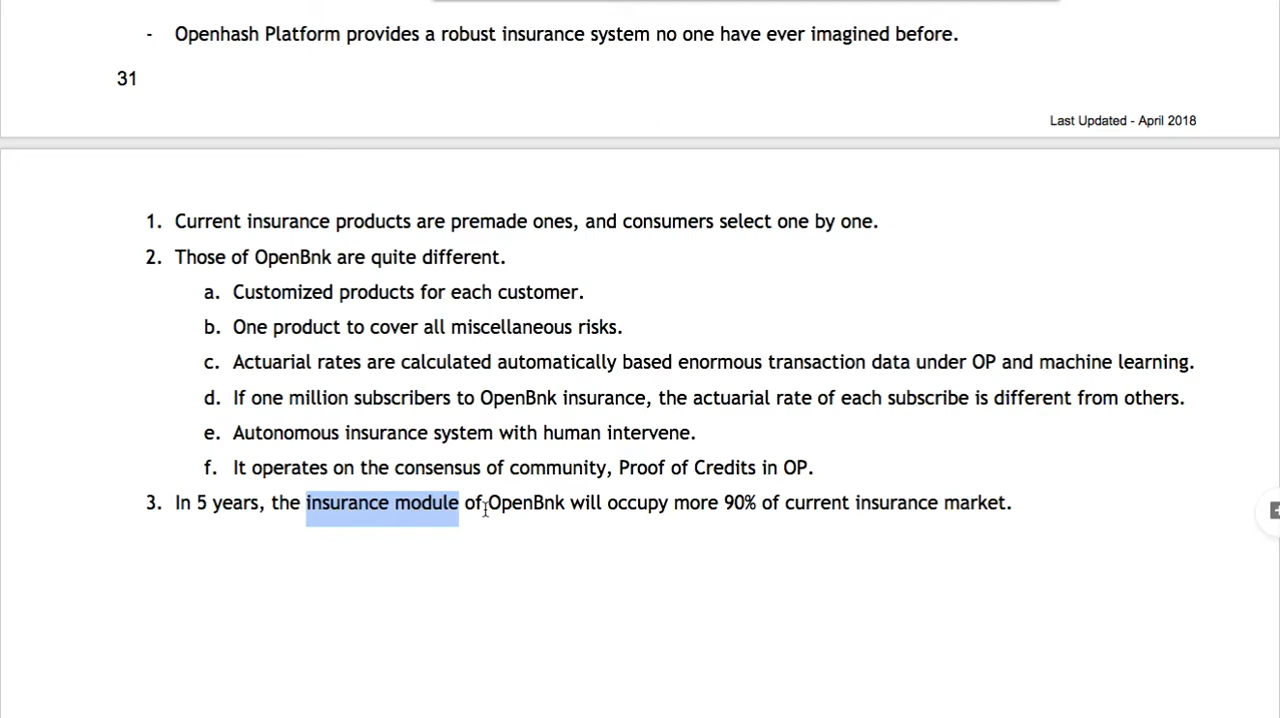 - Openhash Platform provides a robust insurance system no one have ever imagined before.
31
Last Updated - April 2018
1. Current insurance products are premade ones, and consumers select one by one.
2. Those of OpenBnk are quite different.
a. Customized products for each customer.
b. One product to cover all miscellaneous risks.
c. Actuarial rates are calculated automatically based enormous transaction data under OP and machine learning.
d. If one million subscribers to OpenBnk insurance, the actuarial rate of each subscribe is different from others.
e. Autonomous insurance system with human intervene.
f. It operates on the consensus of community, Proof of Credits in OP.
3. In 5 years, the insurance module of OpenBnk will occupy more 90% of current insurance market.